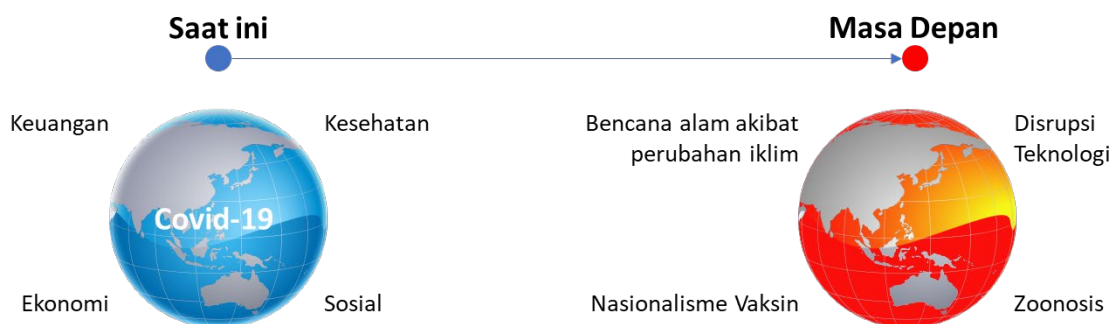 Saat ini
Masa Depan
Keuangan
Kesehatan
Covid-19
Ekonomi
Sosial
Bencana alam akibat
perubahan iklim
Disrupsi
Teknologi
Nasionalisme Vaksin
Zoonosis